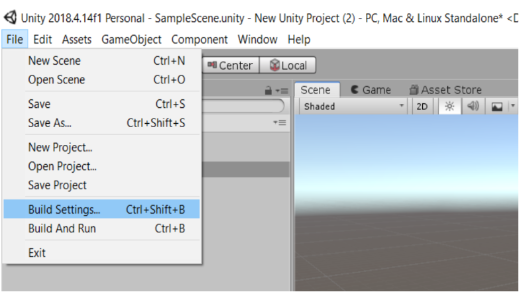 Unity 2018.4.14f1 Personal - SampleScene.unity - New Unity Project (2) - PC, Mac & Linux Standalone* <D
File Edit Assets GameObject Component Window Help
New Scene Ctrl+N
Center Local
Open Scene Ctrl+O
Scene Game Asset Store
Save Ctrl+S
Shaded 2D
Save As... Ctrl+Shift+S
New Project...
Open Project...
Save Project
Build Settings... Ctrl+Shift+B
Build And Run Ctrl+B
Exit